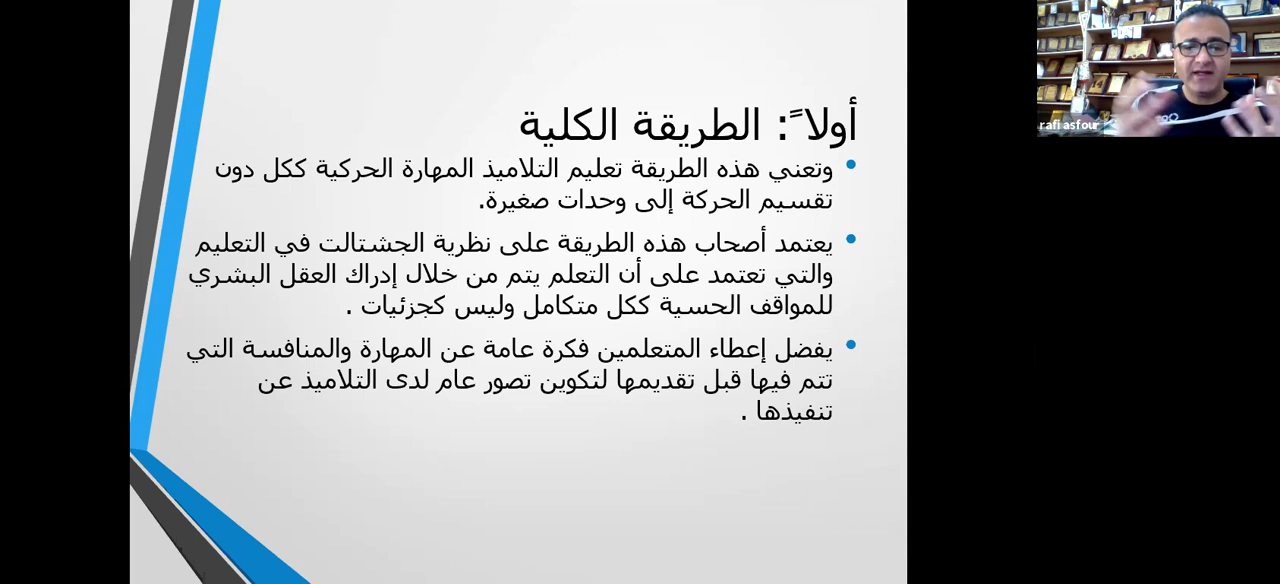 أولا ً: الطريقة الكلية
وتعني هذه الطريقة تعليم التلاميذ المهارة الحركية ككل دون
تقسيم الحركة إلى وحدات صغيرة.
يعتمد أصحاب هذه الطريقة على نظرية الجشتالت في التعليم
والتي تعتمد على أن التعلم يتم من خلال إدراك العقل البشري
للمواقف الحسية ككل متكامل وليس كجزئيات .
يفضل إعطاء المتعلمين فكرة عامة عن المهارة والمنافسة التي
تتم فيها قبل تقديمها لتكوين تصور عام لدى التلاميذ عن
تنفيذها .
rafi asfour